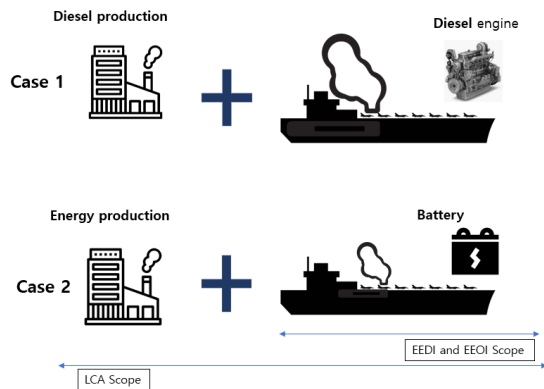 Diesel production
Diesel engine
Case 1
Energy production
Battery
Case 2
EEDI and EEOI Scope
LCA Scope